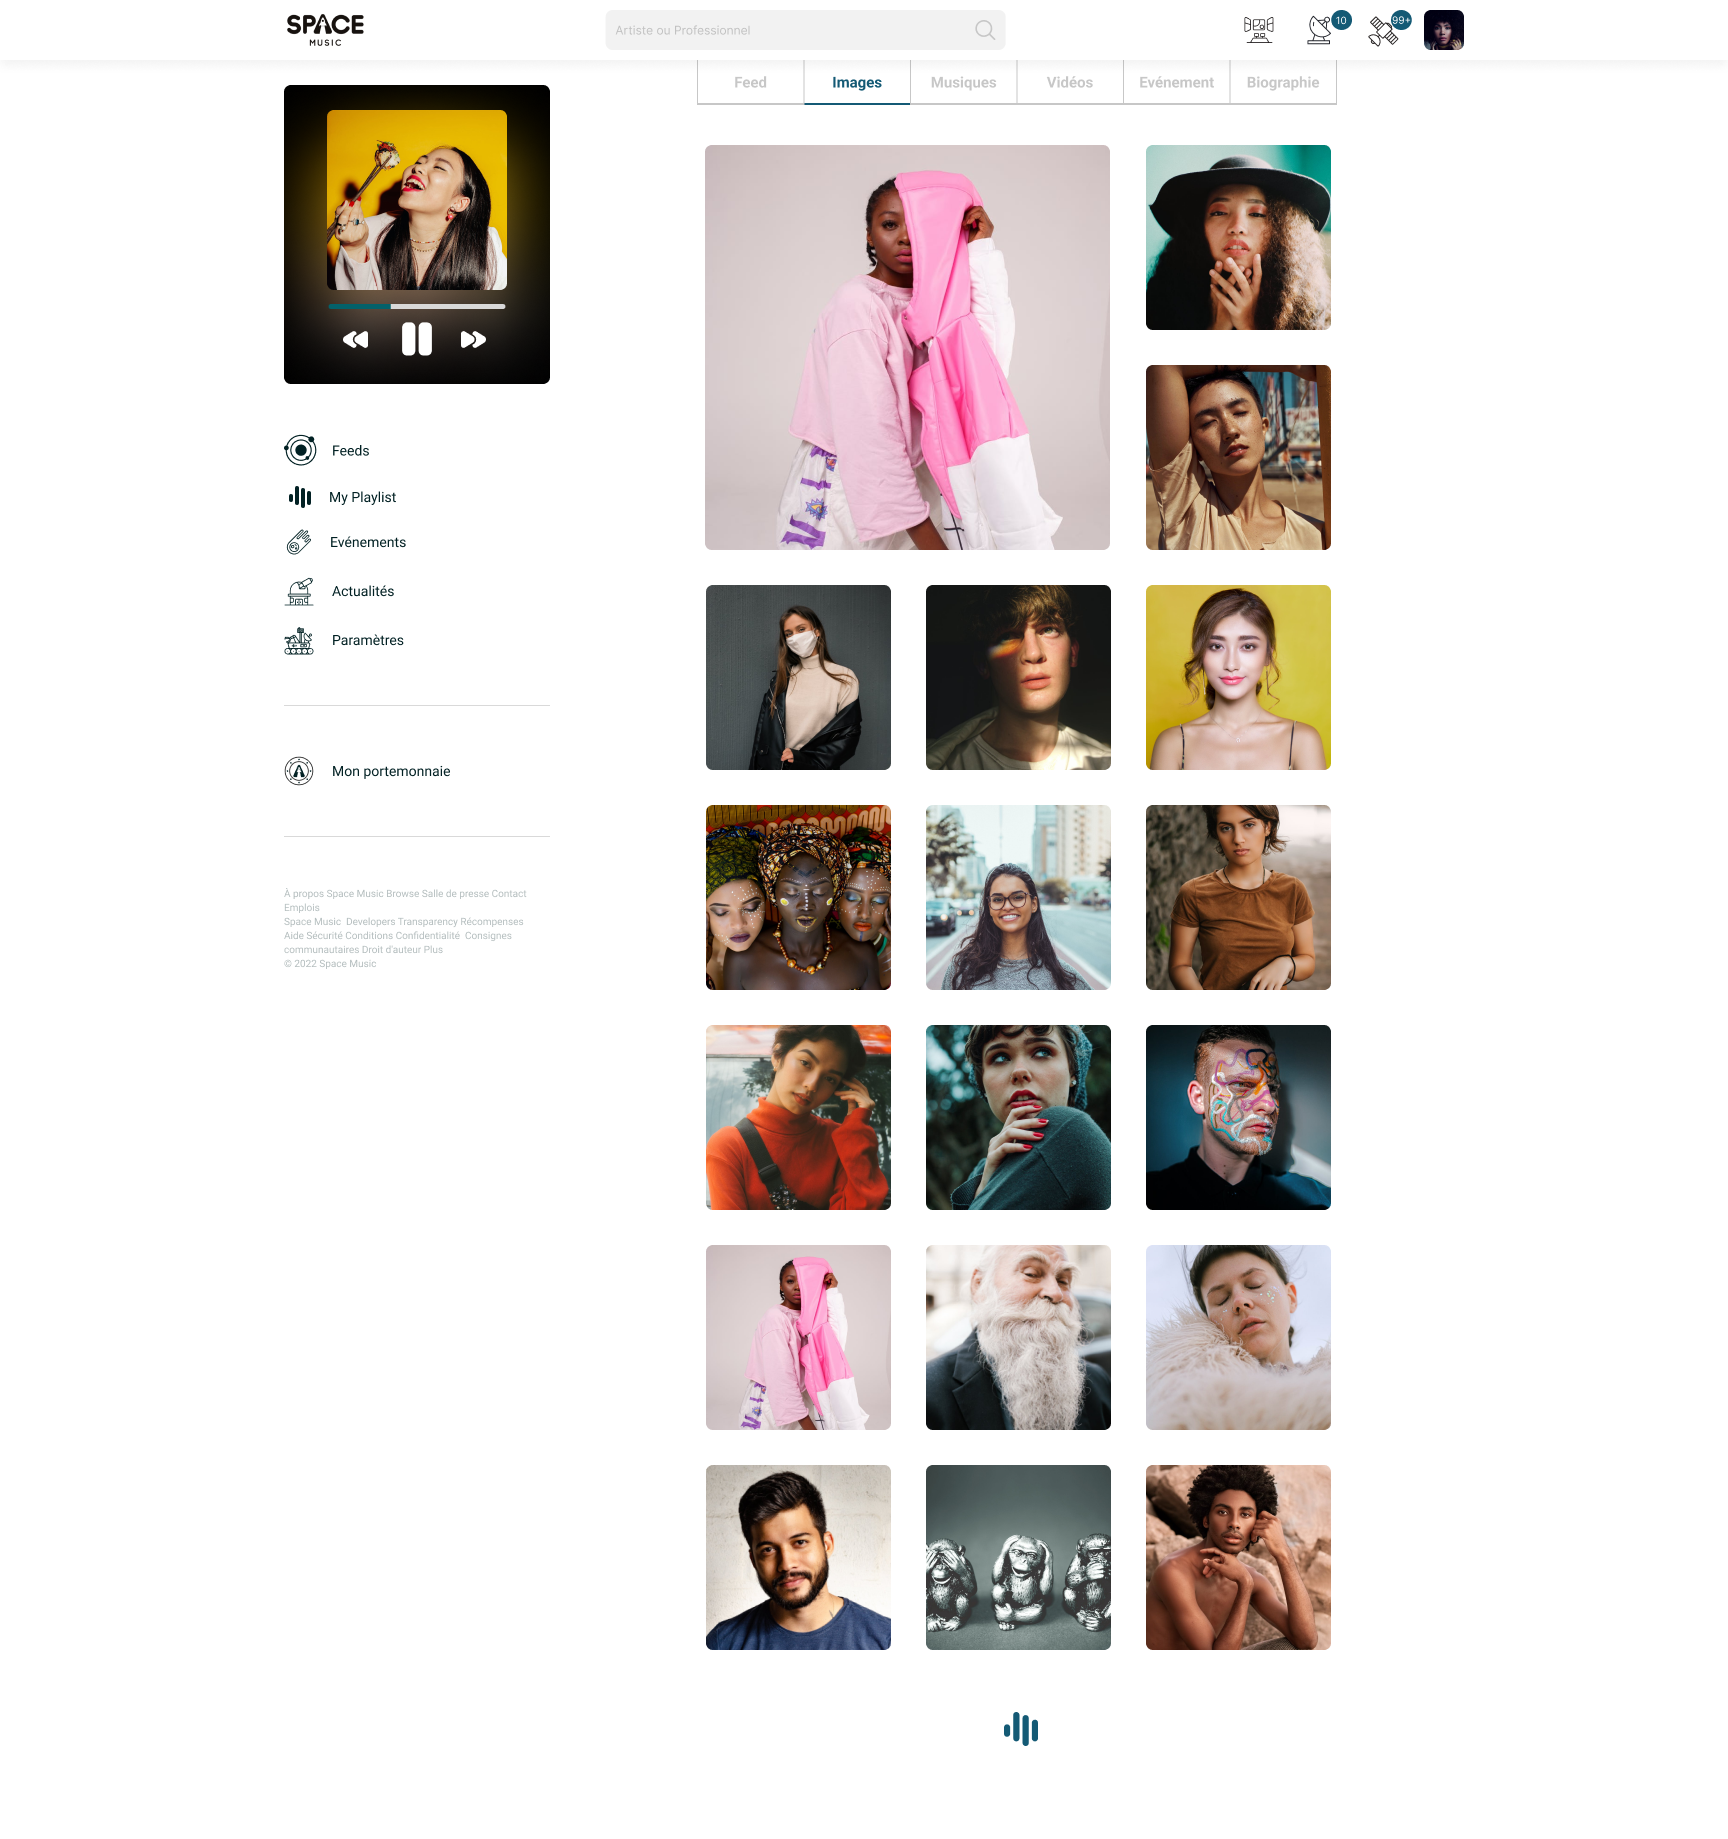 SPACE
MUSIC
Artiste ou Professionnel
10
99+
Feed
Images
Musiques
Vidéos
Evénement
Biographie
Feeds
My Playlist
Evénements
Actualités
Paramètres
Mon portemonnaie
À propos Space Music Browse Salle de presse Contact
Emplois
Space Music  Developers Transparency Récompenses
Aide Sécurité Conditions Confidentialité  Consignes
communautaires Droit d'auteur Plus
© 2022 Space Music